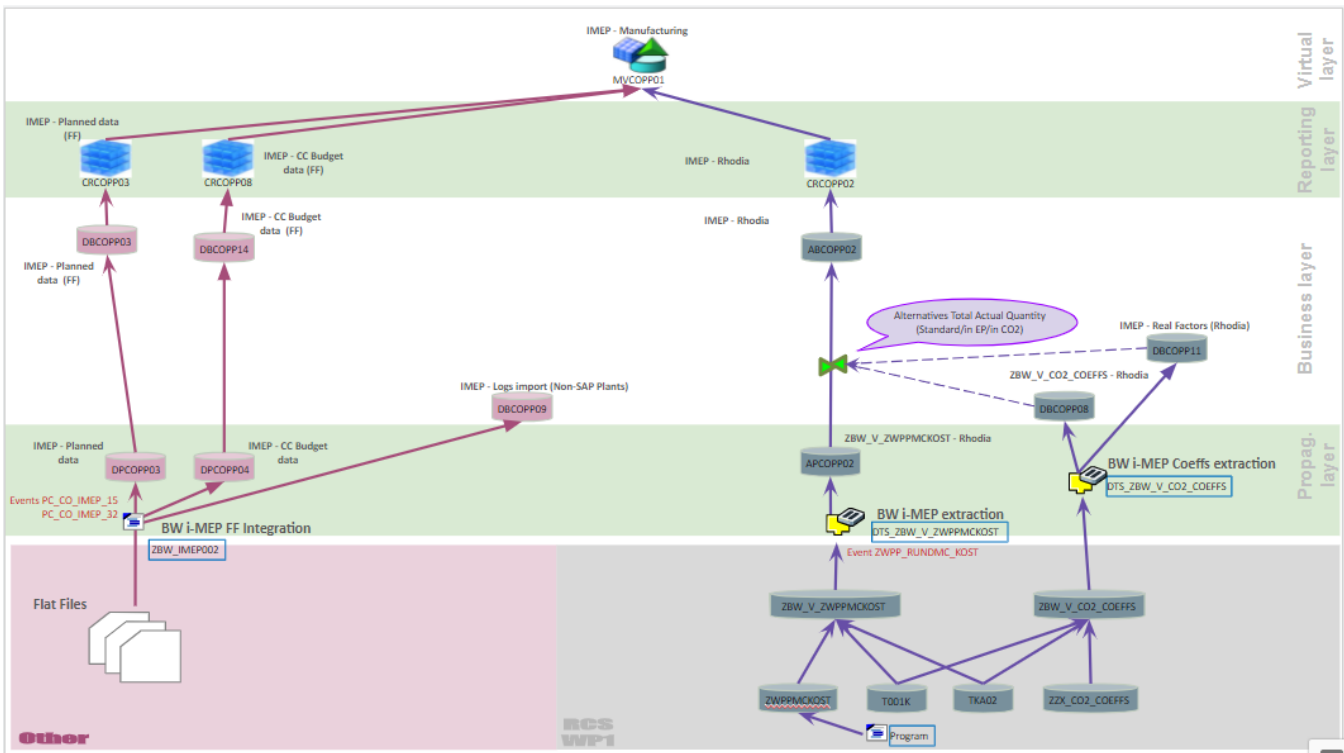 IMEP - Manufacturing
MVCOPP01
Virtual
layer
IMEP - Planned data
(FF)
CRCOPP03
CRCOPP08
IMEP - CC Budget
data (FF)
IMEP - Rhodia
CRCOPP02
Reporting
layer
IMEP - CC Budget
data (FF)
IMEP - Rhodia
DBCOPP03
DBCOPP14
ABCOPP02
IMEP - Planned
data (FF)
Alternatives Total Actual Quantity
(Standard/in EP/in CO2)
IMEP - Real Factors (Rhodia)
DBCOPP11
Business layer
IMEP - Logs import (Non-SAP Plants)
DBCOPP09
ZBW_V_CO2_COEFFS - Rhodia
DBCOPP08
IMEP - Planned
data
DPCOPP03
IMEP - CC Budget
data
DPCOPP04
ZBW_V_ZWPPMCKOST - Rhodia
APCOPP02
BW i-MEP Coeffs extraction
DTS_ZBW_V_CO2_COEFFS
Propag.
layer
Events PC_CO_IMEP_15
PC_CO_IMEP_32
BW i-MEP FF Integration
ZBW_IMEP002
BW i-MEP extraction
DTS_ZBW_V_ZWPPMCKOST
Event ZWPP_RUNDMC_KOST
Flat Files
ZBW_V_ZWPPMCKOST
ZBW_V_CO2_COEFFS
ZWPPMCKOST
T001K
TKA02
ZZX_CO2_COEFFS
Program
Other
RCS
WP1